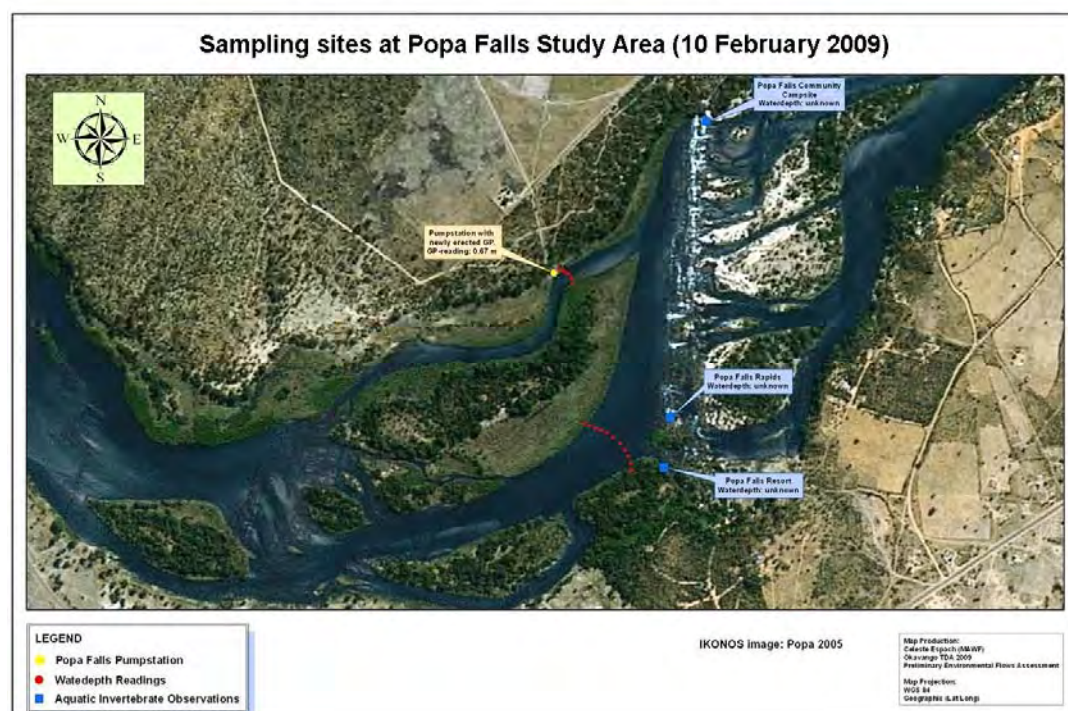 Sampling sites at Popa Falls Study Area (10 February 2009)
N
W
E
S
Popa Falls Community
Campsite
Waterdepth: unknown
Pumpstation with
newly erected GP.
GP-reading: 0.67 m
Popa Falls Rapids
Waterdepth: unknown
Popa Falls Resort
Waterdepth: unknown
LEGEND
Popa Falls Pumpstation
Watedepth Readings
Aquatic Invertebrate Observations
IKONOS image: Popa 2005
Map Production:
Celeste Espach (MAWF)
Okavango TDA 2009
Preliminary Environmental Flows Assessment
Map Projection:
WGS 84
Geographic (Lat Long)